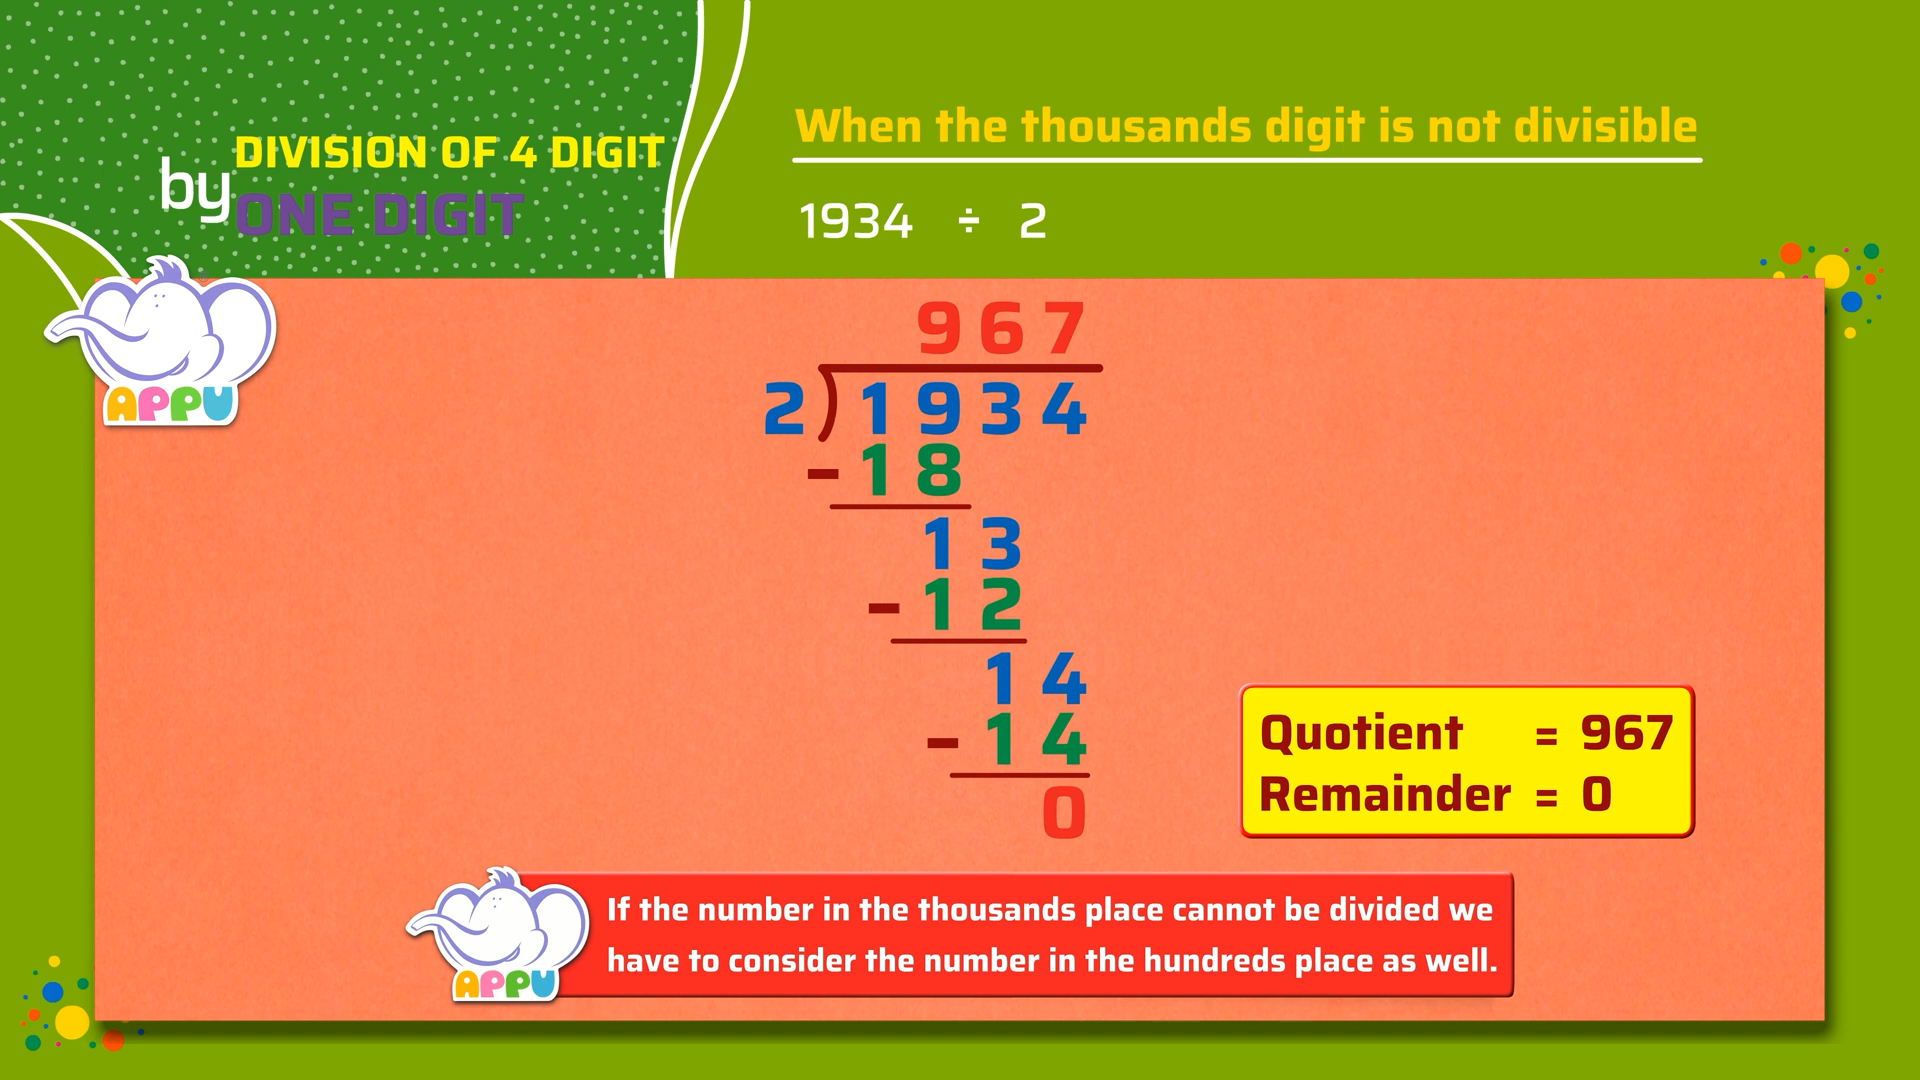 DIVISION OF 4 DIGIT
by ONE DIGIT
When the thousands digit is not divisible
1934 ÷ 2
APPU
967
2) 1934
- 18
13
- 12
14
- 14
0
Quotient = 967
Remainder = 0
APPU
If the number in the thousands place cannot be divided we
have to consider the number in the hundreds place as well.